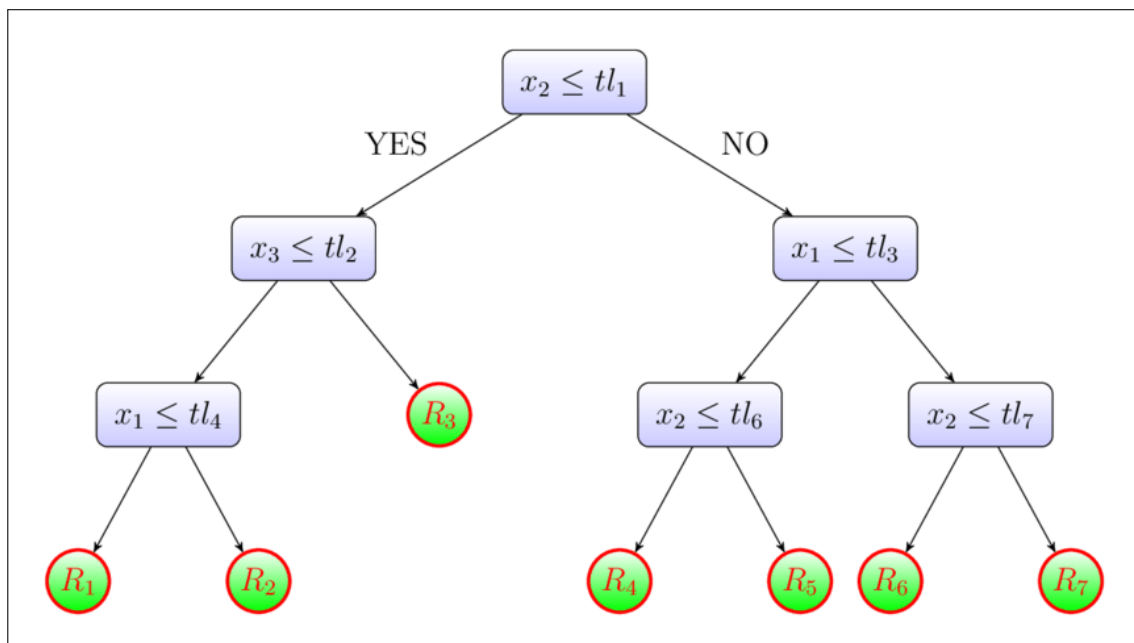 x₂ ≤ tl₁
YES
NO
x₃ ≤ tl₂
x₁ ≤ tl₃
x₁ ≤ tl₄
R₃
x₂ ≤ tl₆
x₂ ≤ tl₇
R₁
R₂
R₄
R₅
R₆
R₇